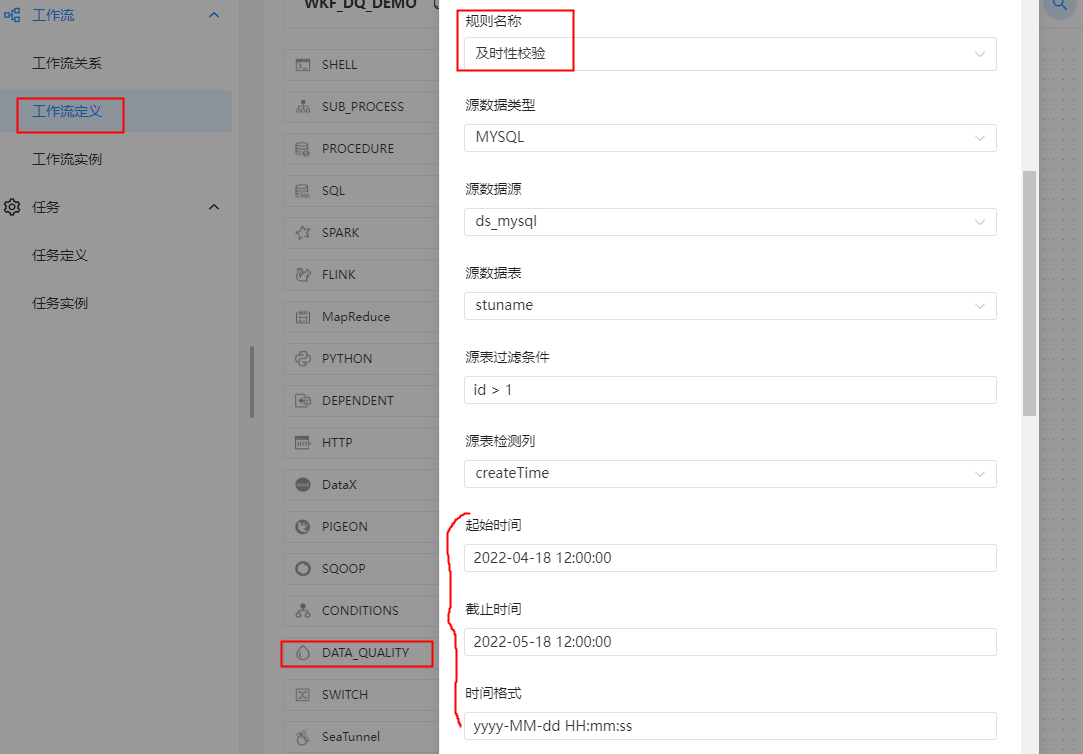 工作流
工作流关系
工作流定义
工作流实例
任务
任务定义
任务实例
WKF_DQ_DEMO
SHELL
SUB_PROCESS
PROCEDURE
SQL
SPARK
FLINK
MapReduce
PYTHON
DEPENDENT
HTTP
DataX
PIGEON
SQOOP
CONDITIONS
DATA_QUALITY
SWITCH
SeaTunnel
规则名称
及时性校验
源数据类型
MYSQL
源数据源
ds_mysql
源数据表
stuname
源表过滤条件
id > 1
源表检测列
createTime
起始时间
2022-04-18 12:00:00
截止时间
2022-05-18 12:00:00
时间格式
yyyy-MM-dd HH:mm:ss